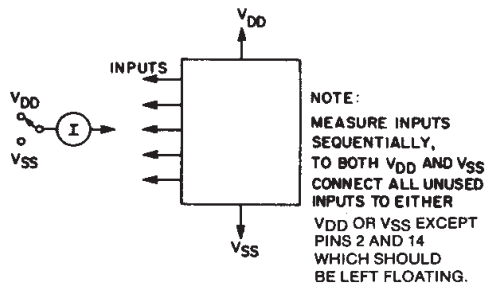 VDD
INPUTS
VDD
I
VSS
VSS
NOTE:
MEASURE INPUTS
SEQUENTIALLY,
TO BOTH VDD AND VSS
CONNECT ALL UNUSED
INPUTS TO EITHER
VDD OR VSS EXCEPT
PINS 2 AND 14
WHICH SHOULD
BE LEFT FLOATING.